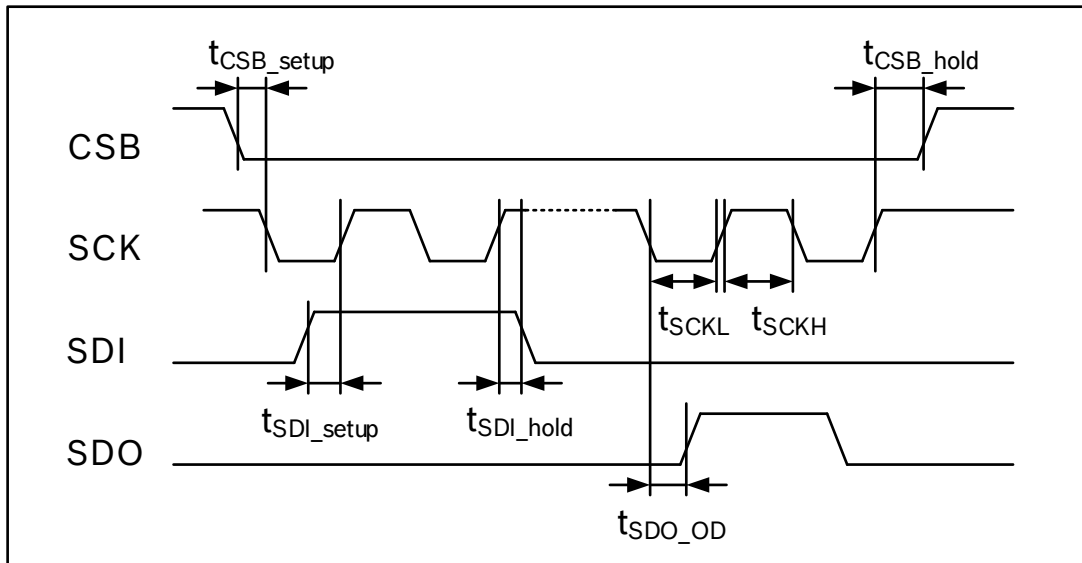 tCSB_setup
tCSB_hold
CSB
SCK
tSCKL
tSCKH
SDI
tSDI_setup
tSDI_hold
SDO
tSDO_OD